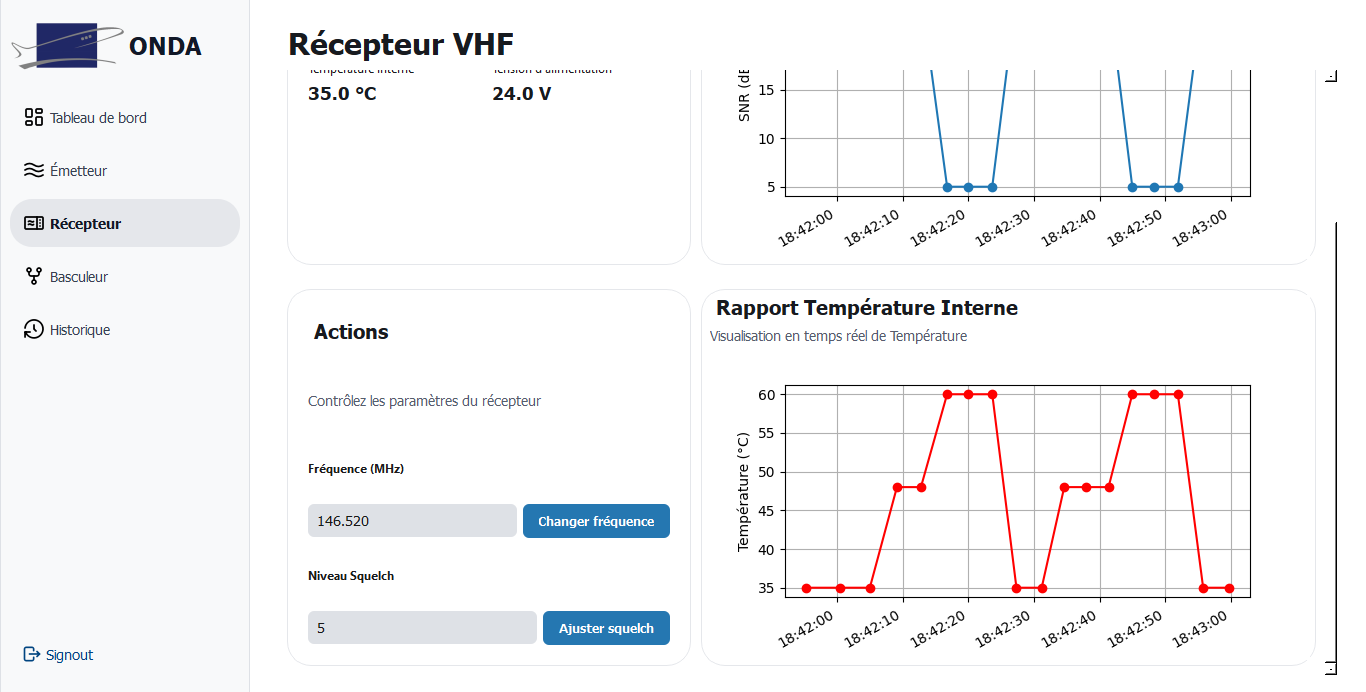 ONDA
Tableau de bord
Émetteur
Récepteur
Basculeur
Historique
Signout
Récepteur VHF
Température interne
Tension d'alimentation
35.0 °C
24.0 V
SNR (dB
15
10
5
18:42:00
18:42:10
18:42:20
18:42:30
18:42:40
18:42:50
18:43:00
Actions
Contrôlez les paramètres du récepteur
Fréquence (MHz)
146.520
Changer fréquence
Niveau Squelch
5
Ajuster squelch
Rapport Température Interne
Visualisation en temps réel de Température
Température (°C)
60
55
50
45
40
35
18:42:00
18:42:10
18:42:20
18:42:30
18:42:40
18:42:50
18:43:00